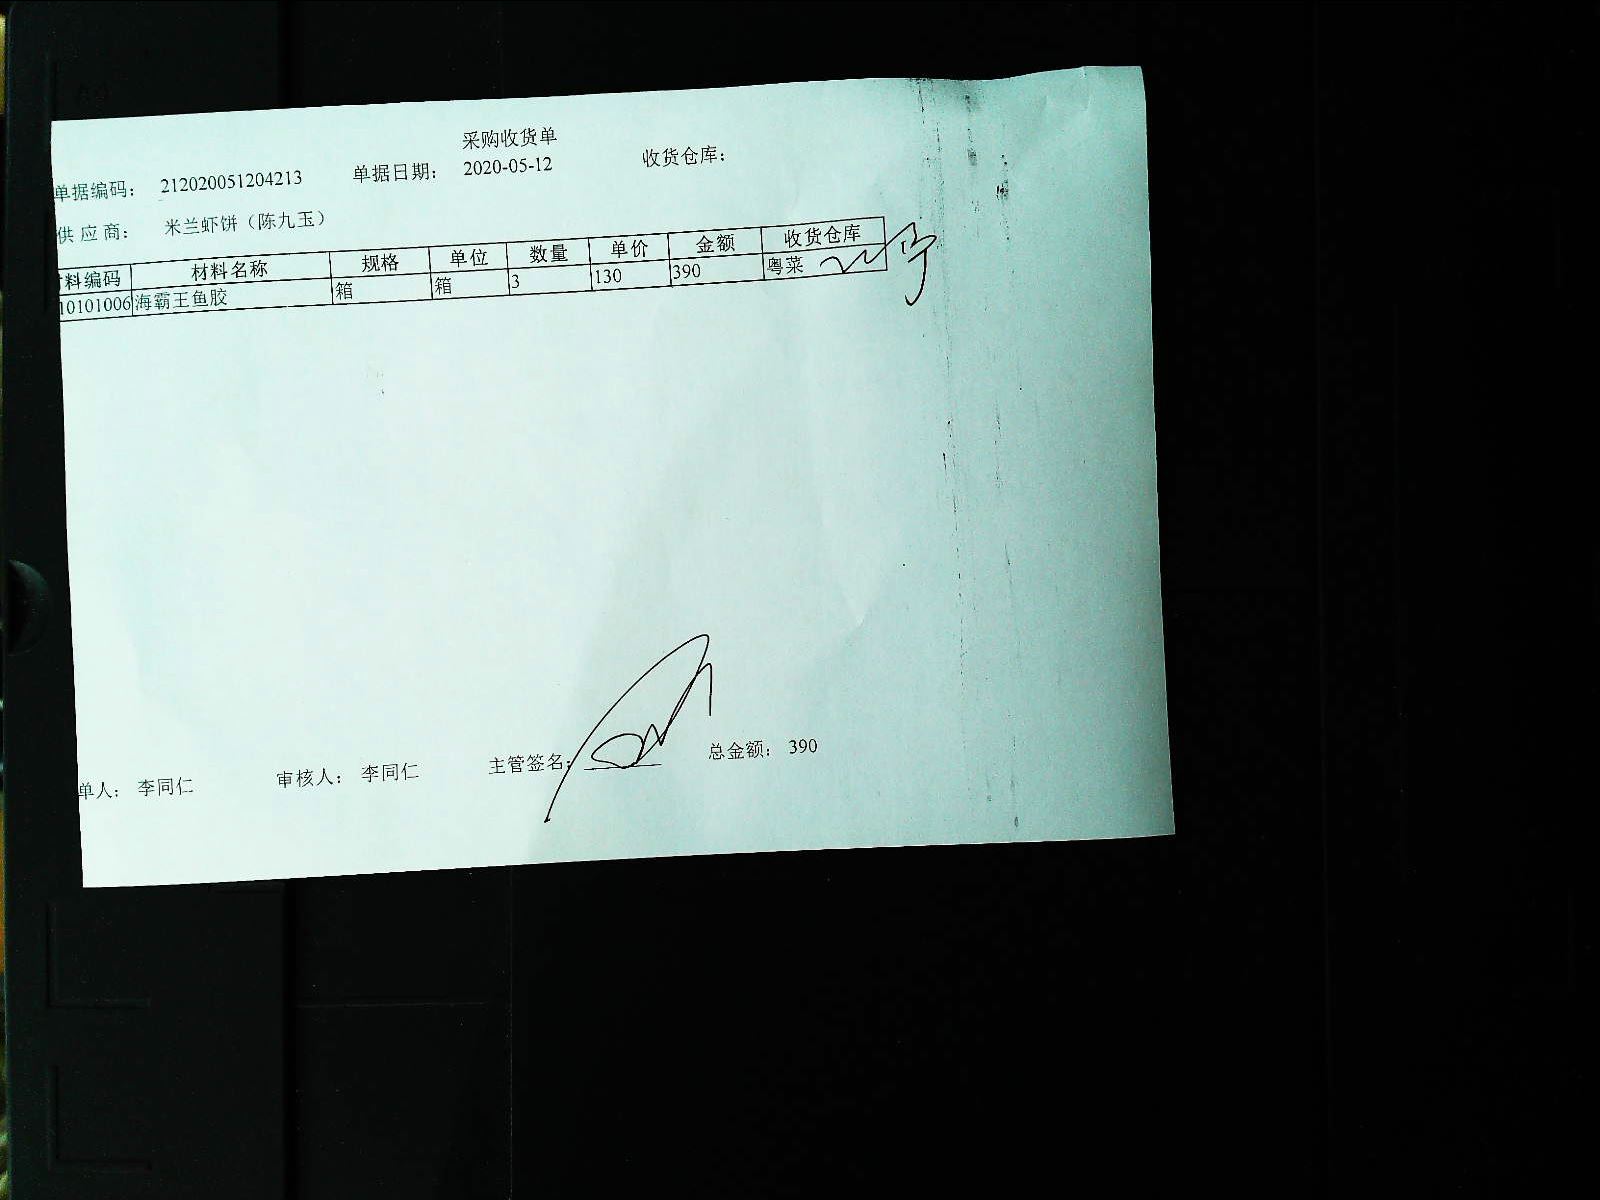 采购收货单
单据编码： 212020051204213 单据日期： 2020-05-12 收货仓库：
供应商： 米兰虾饼（陈九玉）
料编码 材料名称 规格 单位 数量 单价 金额 收货仓库
10101006 海霸王鱼胶 箱 箱 3 130 390 粤菜
单人： 李同仁 审核人： 李同仁 主管签名： 总金额： 390